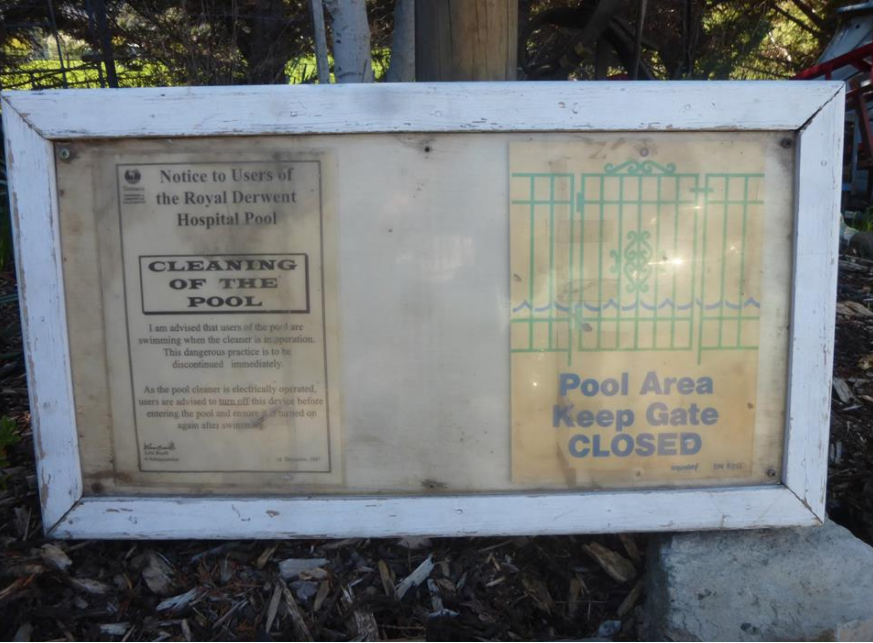 Notice to Users of
the Royal Derwent
Hospital Pool
CLEANING
OF THE
POOL
I am advised that users of the pool are
swimming when the cleaner is in operation.
This dangerous practice is to be
discontinued immediately.
As the pool cleaner is electrically operated,
users are advised to turn off this device before
entering the pool and ensure it is turned on
again after swimming
Pool Area
Keep Gate
CLOSED